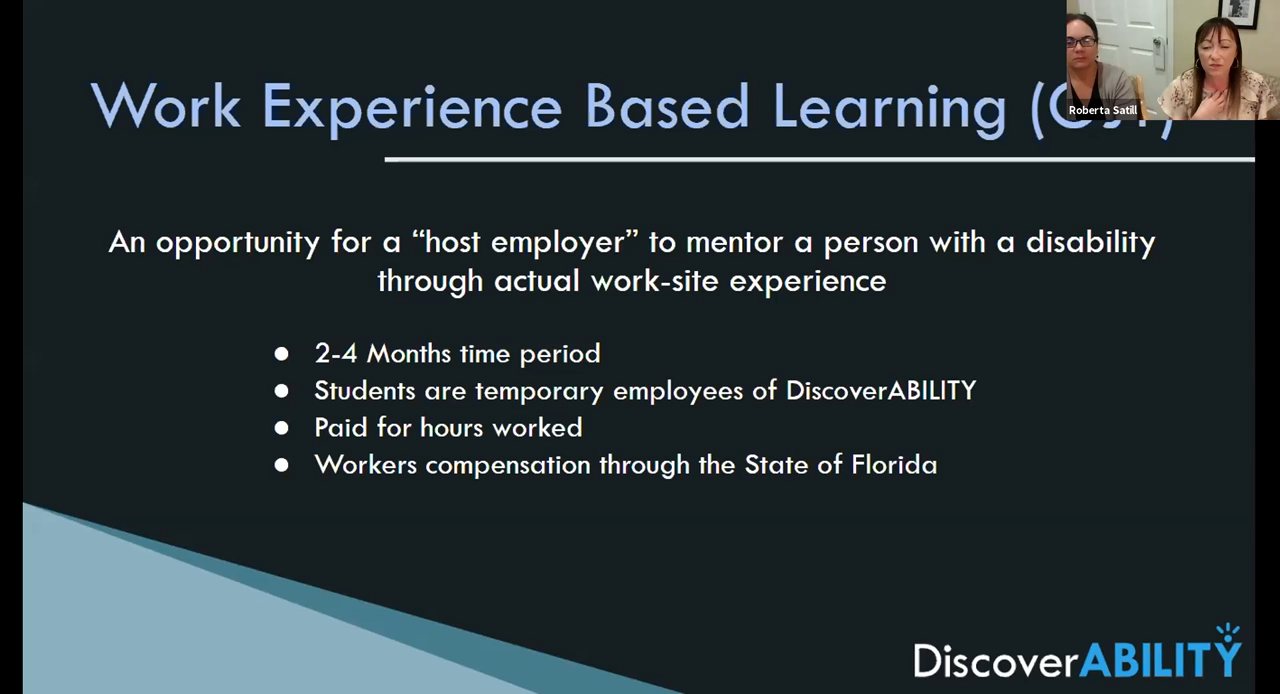 Work Experience Based Learning
Roberta Satill
An opportunity for a “host employer” to mentor a person with a disability
through actual work-site experience
● 2-4 Months time period
● Students are temporary employees of DiscoverABILITY
● Paid for hours worked
● Workers compensation through the State of Florida
DiscoverABILITY